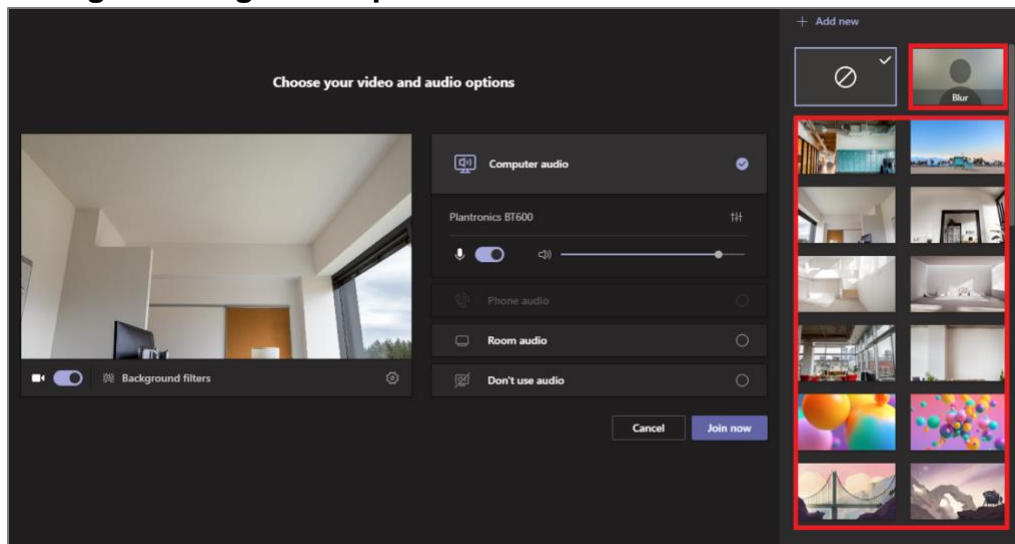 + Add new
Choose your video and audio options
Blur
Computer audio
Plantronics BT600
Phone audio
Background filters
Room audio
Don't use audio
Cancel
Join now